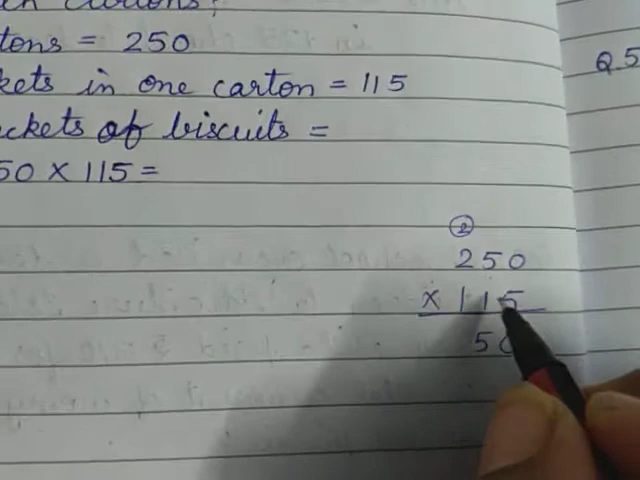 tons = 250
Q5
kets in one carton = 115
ckets of biscuits =
50 × 115 =
2
250
× 115
50